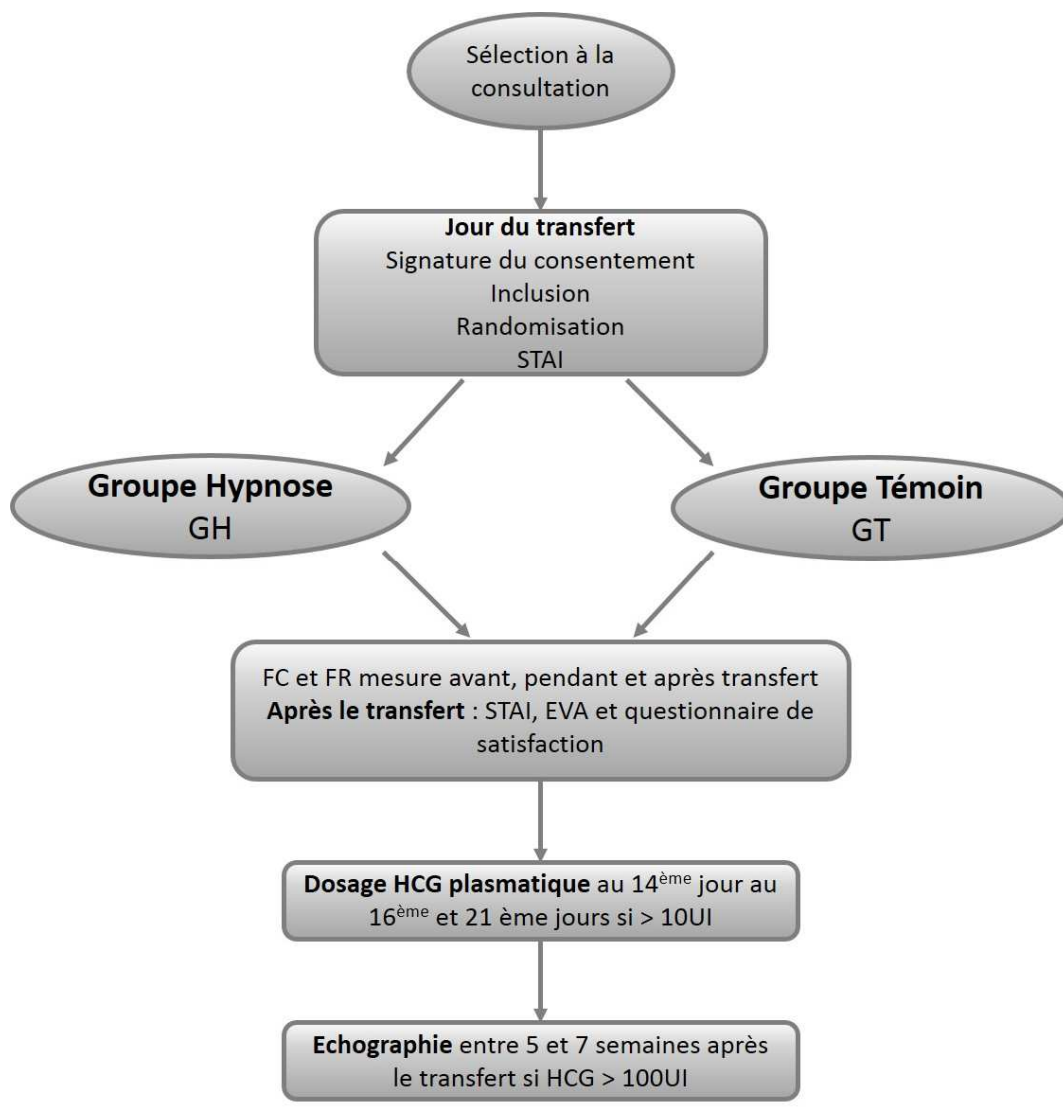 Sélection à la
consultation
Jour du transfert
Signature du consentement
Inclusion
Randomisation
STAI
Groupe Hypnose
GH
Groupe Témoin
GT
FC et FR mesure avant, pendant et après transfert
Après le transfert : STAI, EVA et questionnaire de
satisfaction
Dosage HCG plasmatique au 14ème jour au
16ème et 21 ème jours si > 10UI
Echographie entre 5 et 7 semaines après
le transfert si HCG > 100UI